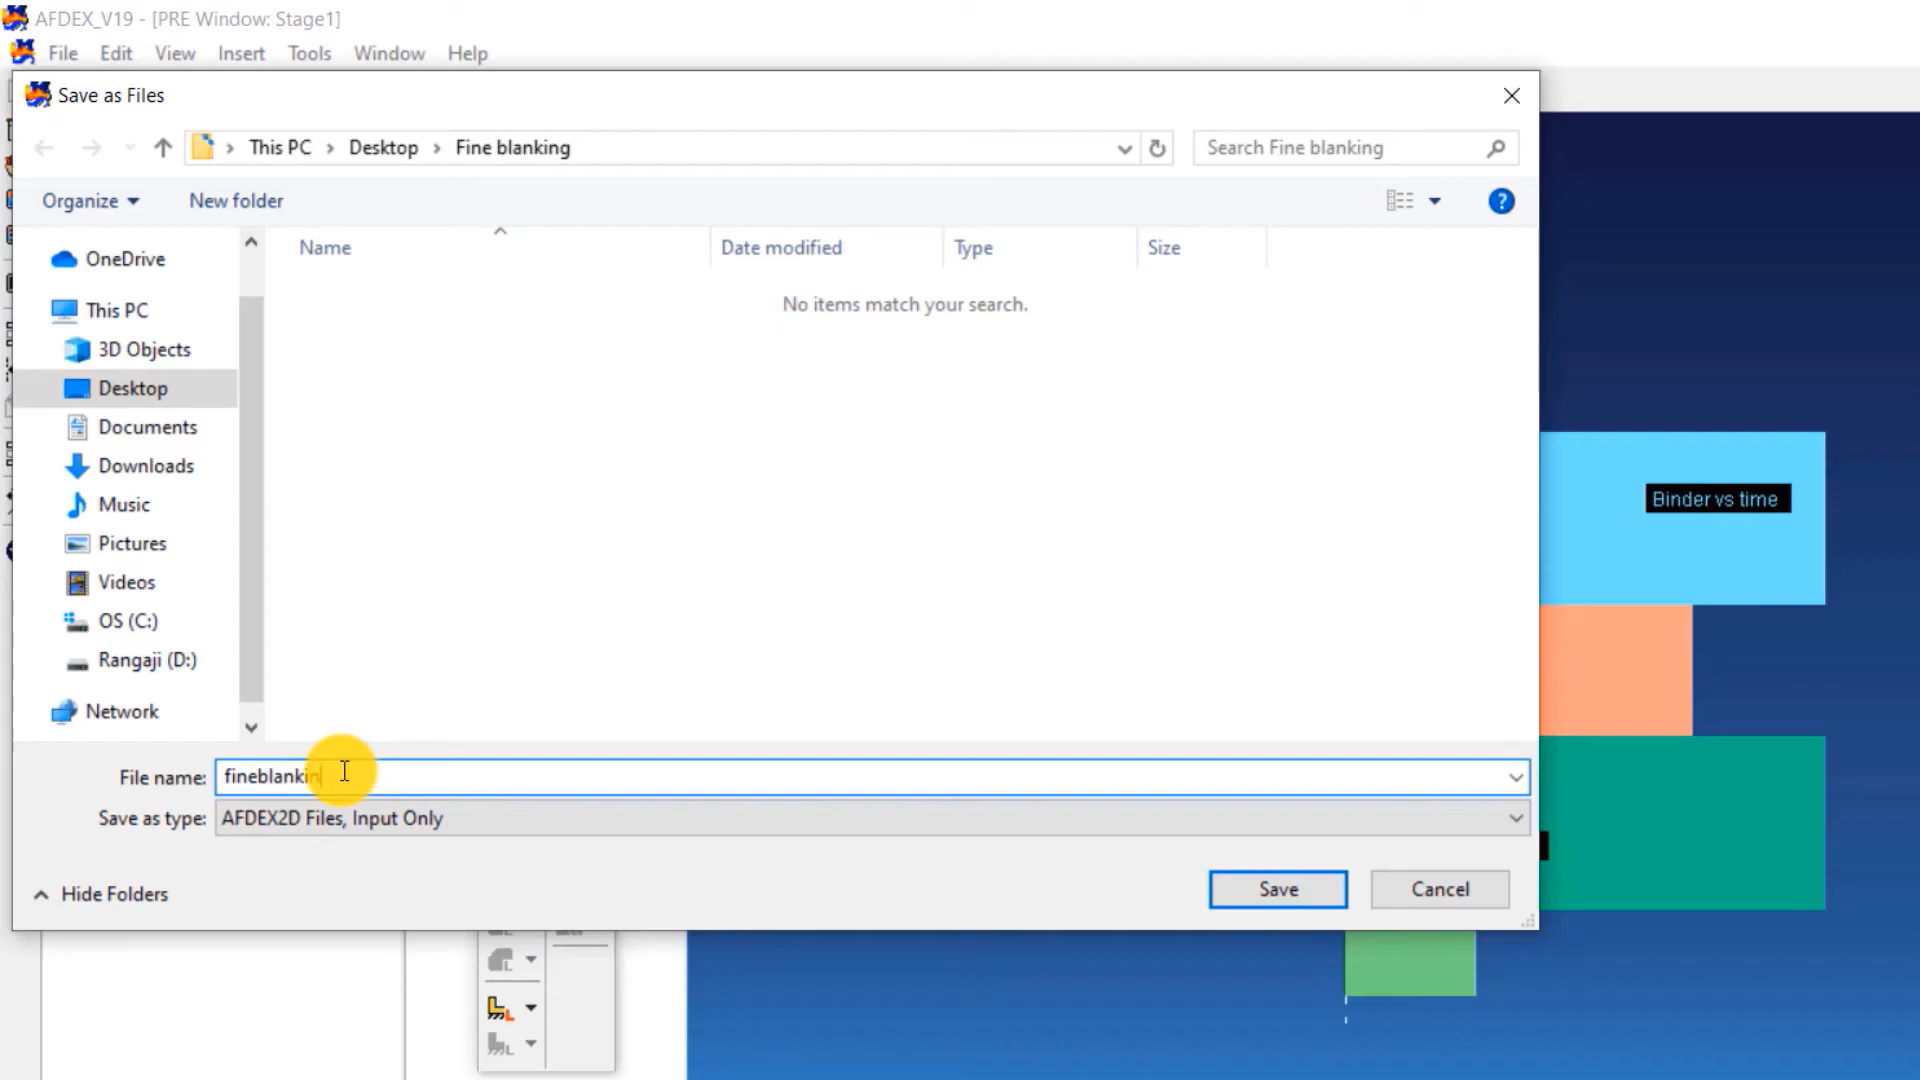 AFDEX_V19 - [PRE Window: Stage1]
File Edit View Insert Tools Window Help
Save as Files
This PC Desktop Fine blanking
Search Fine blanking
Organize New folder
?
Name Date modified Type Size
No items match your search.
OneDrive
This PC
3D Objects
Desktop
Documents
Downloads
Music
Pictures
Videos
OS (C:)
Rangaji (D:)
Network
Binder vs time
File name: fineblankin
Save as type: AFDEX2D Files, Input Only
Hide Folders
Save Cancel